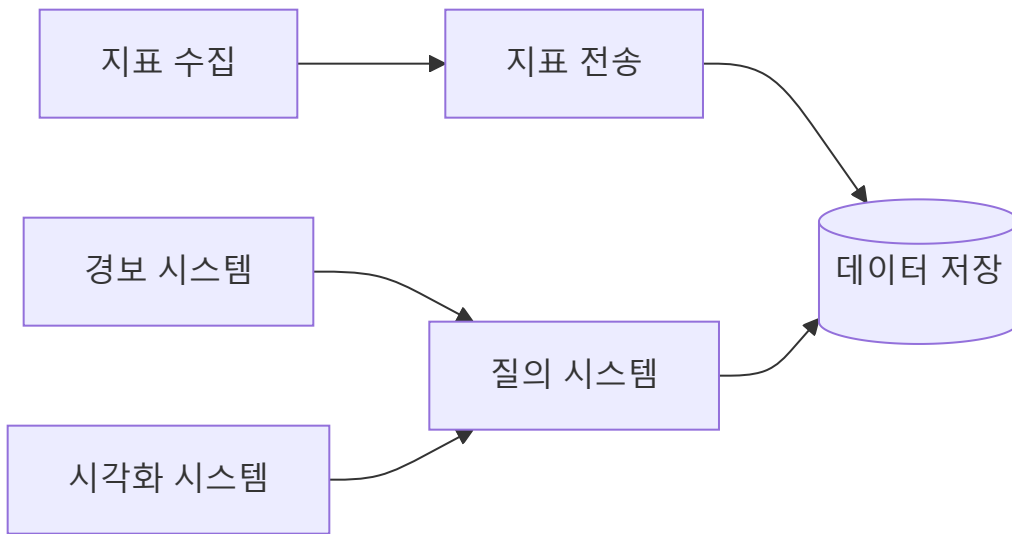 지표 수집
지표 전송
경보 시스템
데이터 저장
질의 시스템
시각화 시스템